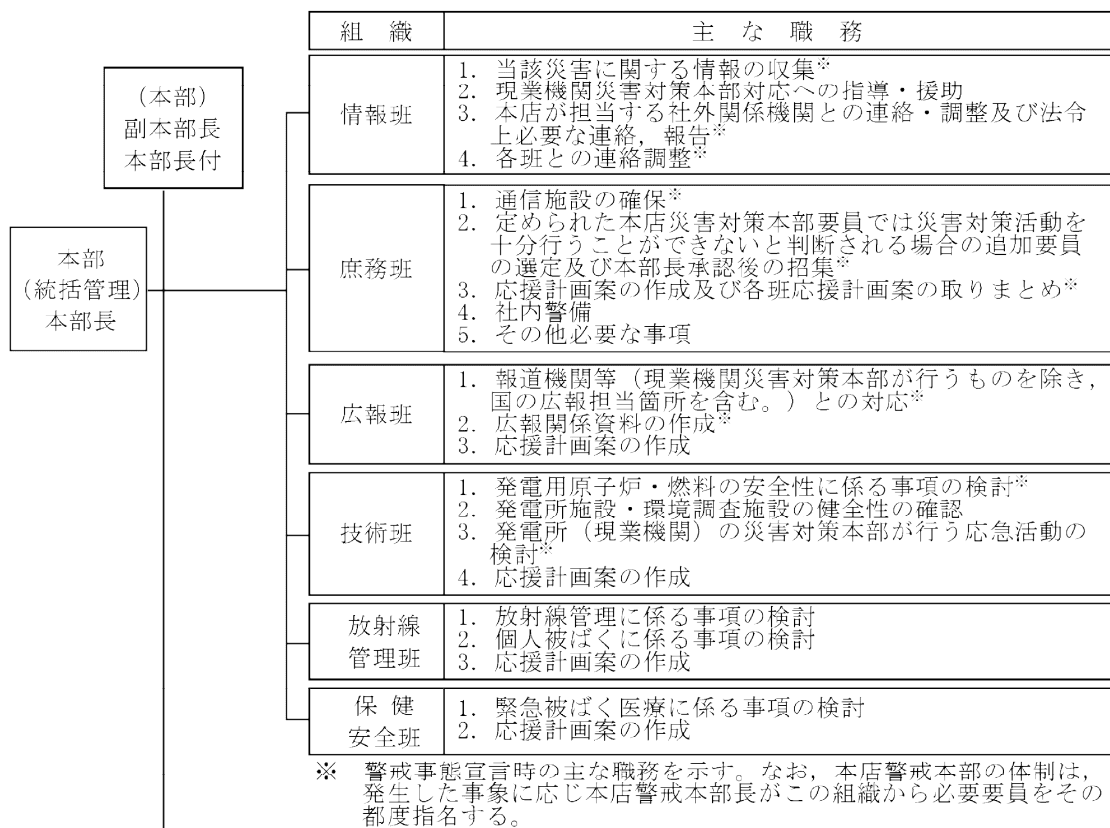 組織
主な職務
(本部)
副本部長
本部長付
本部
(統括管理)
本部長
情報班
1. 当該災害に関する情報の収集※
2. 現業機関災害対策本部対応への指導・援助
3. 本店が担当する社外関係機関との連絡・調整及び法令
上必要な連絡，報告※
4. 各班との連絡調整※
庶務班
1. 通信施設の確保※
2. 定められた本店災害対策本部要員では災害対策活動を
十分行うことができないと判断される場合の追加要員
の選定及び本部長承認後の招集※
3. 応援計画案の作成及び各班応援計画案の取りまとめ※
4. 社内警備
5. その他必要な事項
広報班
1. 報道機関等（現業機関災害対策本部が行うものを除き，
国の広報担当箇所を含む。）との対応※
2. 広報関係資料の作成※
3. 応援計画案の作成
技術班
1. 発電用原子炉・燃料の安全性に係る事項の検討※
2. 発電所施設・環境調査施設の健全性の確認
3. 発電所（現業機関）の災害対策本部が行う応急活動の
検討※
4. 応援計画案の作成
放射線
管理班
1. 放射線管理に係る事項の検討
2. 個人被ばくに係る事項の検討
3. 応援計画案の作成
保健
安全班
1. 緊急被ばく医療に係る事項の検討
2. 応援計画案の作成
※ 警戒事態宣言時の主な職務を示す。なお，本店警戒本部の体制は，
発生した事象に応じ本店警戒本部長がこの組織から必要要員をその
都度指名する。